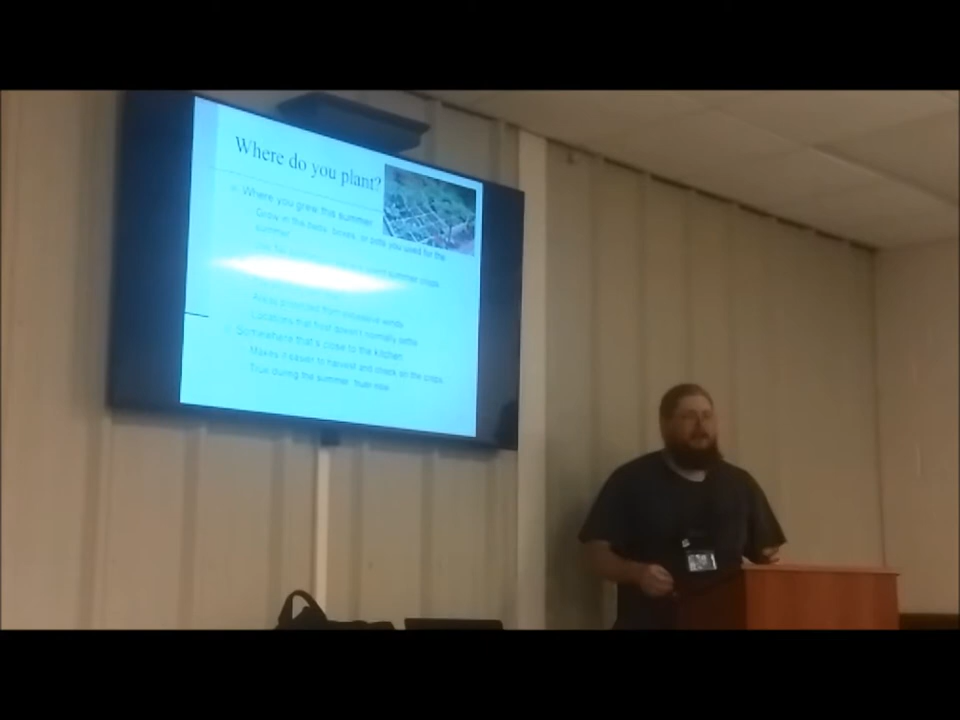 Where do you plant?
Where you grew this summer
Grow in the beds, boxes, or pots you used for the
summer
summer crops
Areas protected from excessive winds
Locations that frost doesn't normally settle
Somewhere that's close to the kitchen
Makes it easier to harvest and check on the crops
True during the summer, truer now